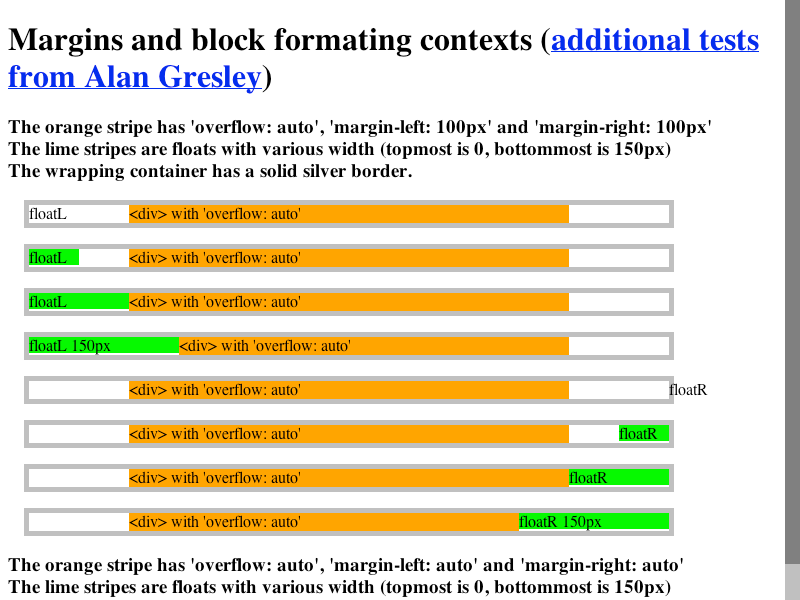 Margins and block formating contexts (additional tests
from Alan Gresley)
The orange stripe has 'overflow: auto', 'margin-left: 100px' and 'margin-right: 100px'
The lime stripes are floats with various width (topmost is 0, bottommost is 150px)
The wrapping container has a solid silver border.
floatL <div> with 'overflow: auto'
floatL <div> with 'overflow: auto'
floatL <div> with 'overflow: auto'
floatL 150px <div> with 'overflow: auto'
<div> with 'overflow: auto' floatR
<div> with 'overflow: auto' floatR
<div> with 'overflow: auto' floatR
<div> with 'overflow: auto' floatR 150px
The orange stripe has 'overflow: auto', 'margin-left: auto' and 'margin-right: auto'
The lime stripes are floats with various width (topmost is 0, bottommost is 150px)